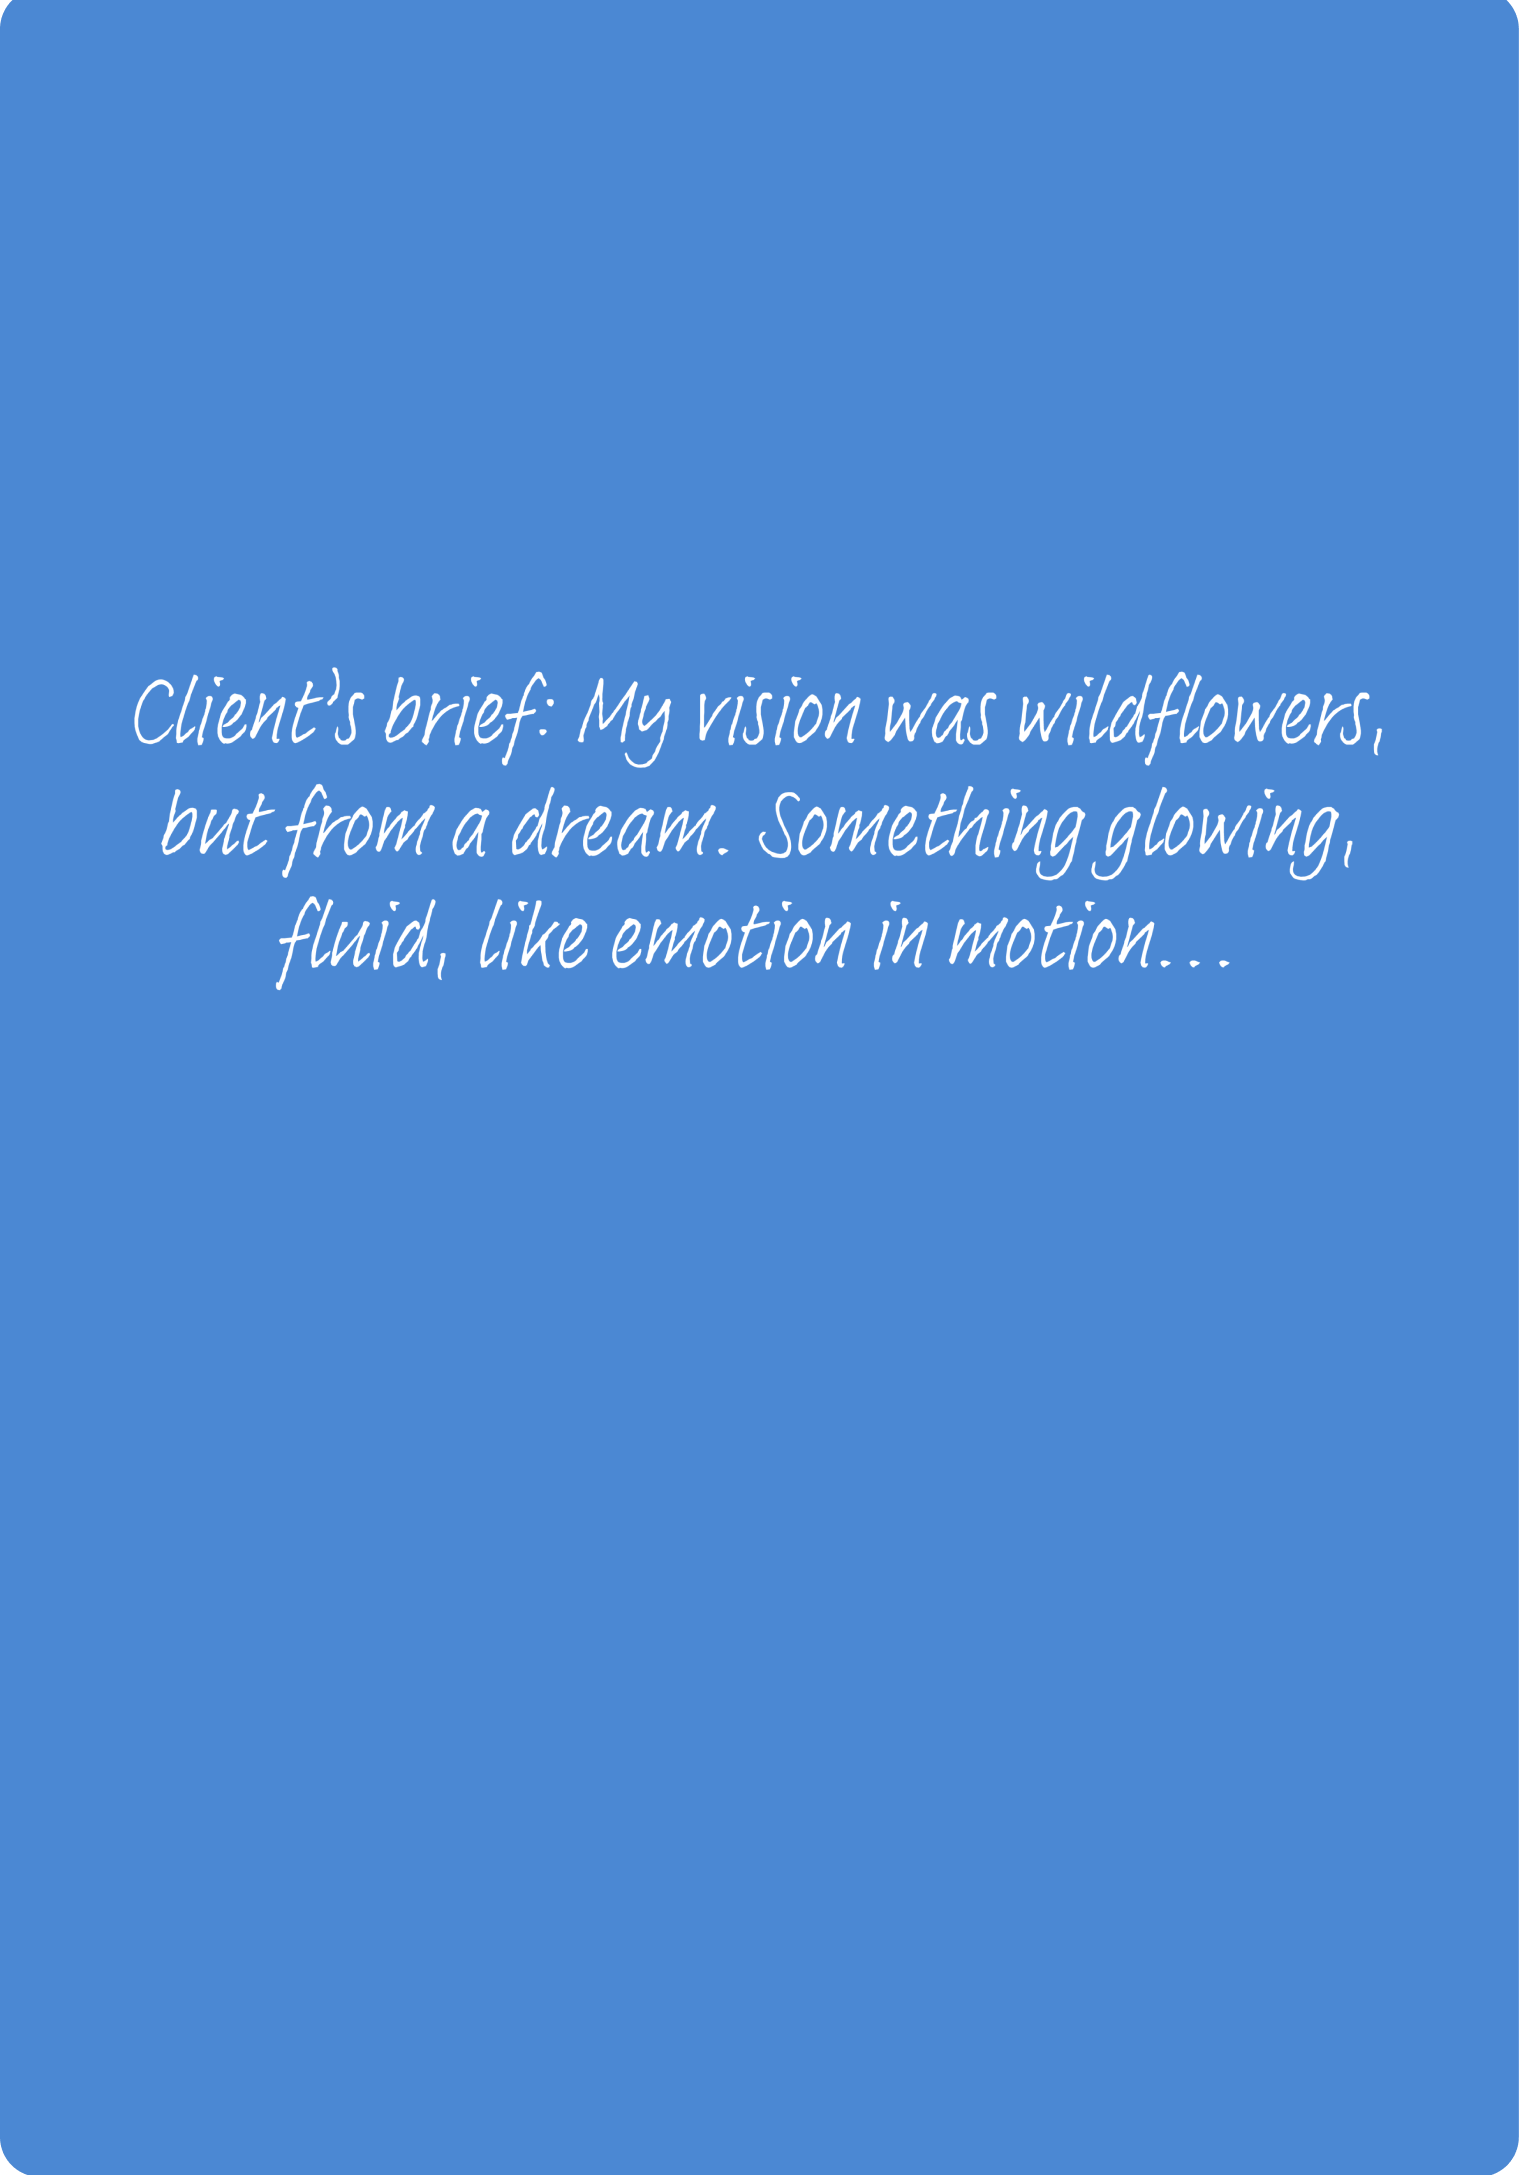 Client's brief: My vision was wildflowers,
but from a dream. Something glowing,
fluid, like emotion in motion...